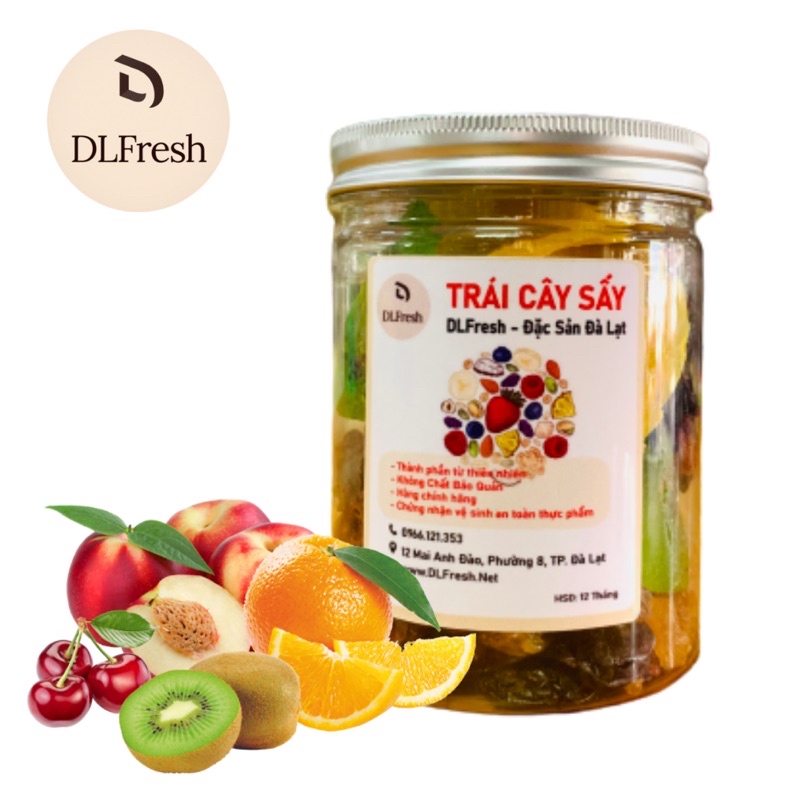 DLFresh
DLFresh
TRÁI CÂY SẤY
DLFresh - Đặc Sản Đà Lạt
- Thành phần từ thiên nhiên
- Không Chất Bảo Quản
- Hàng chính hãng
- Chứng nhận vệ sinh an toàn thực phẩm
0966.121.353
12 Mai Anh Đào, Phường 8, TP. Đà Lạt
www.DLFresh.Net
HSD: 12 Tháng